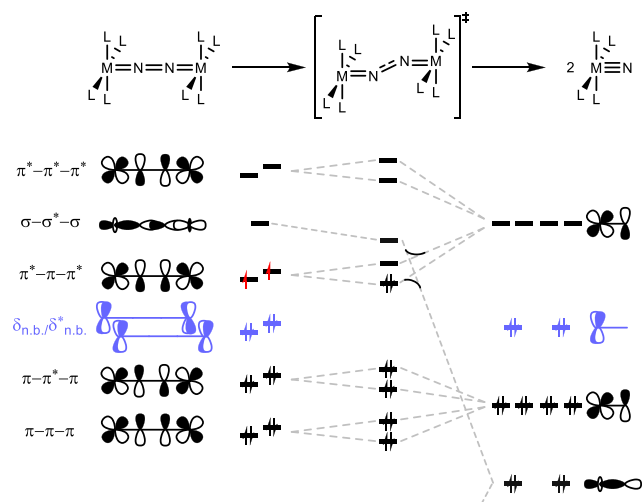 L L L L
M=N=N=M
L L L L
L L ‡
L L
N M
M N
L L
L L
L L
2 M≡N
L L
π*–π*–π*
σ–σ*–σ
π*–π–π*
δn.b./δ*n.b.
π–π*–π
π–π–π